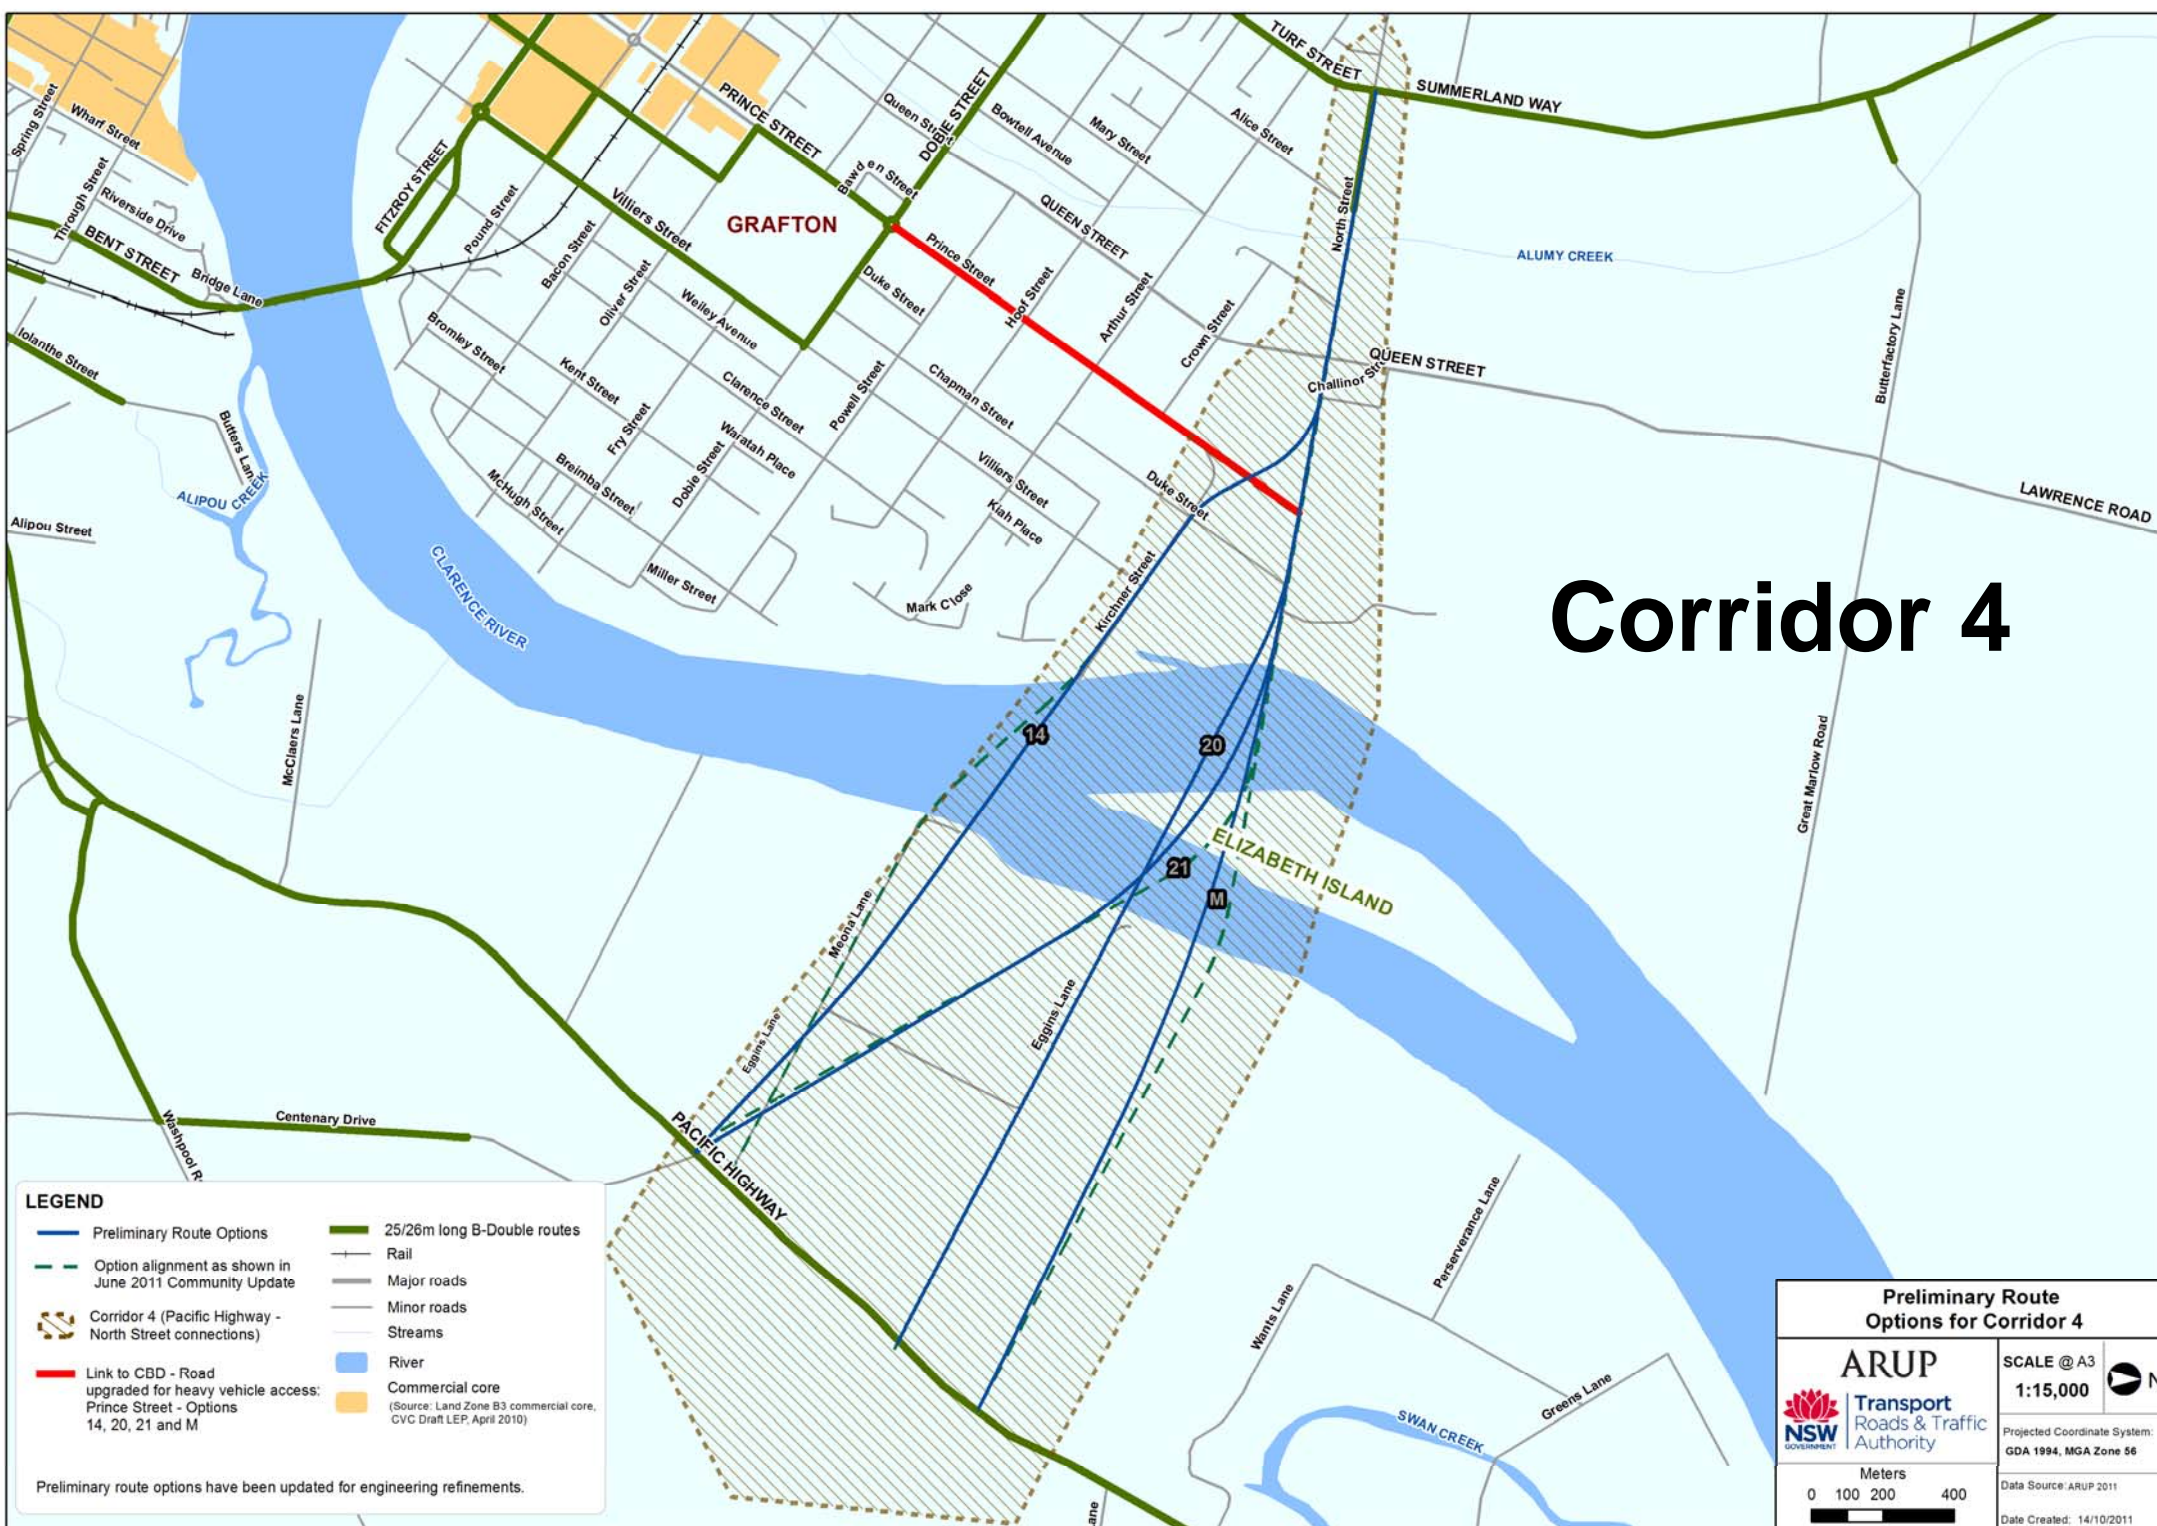 TURF STREET
SUMMERLAND WAY
Spring Street
Wharf Street
PRINCE STREET
Queen Street
DOBIE STREET
Bowtell Avenue
Mary Street
Alice Street
Through Street
Riverside Drive
FITZROY STREET
Pound Street
Villiers Street
GRAFTON
Bawden Street
QUEEN STREET
North Street
ALUMY CREEK
BENT STREET
Bridge Lane
Bacon Street
Oliver Street
Weiley Avenue
Duke Street
Prince Street
Hoof Street
Arthur Street
Crown Street
Butterfactory Lane
Iolanthe Street
Bromley Street
Kent Street
Clarence Street
Powell Street
Chapman Street
Challinor Str
QUEEN STREET
Butters Lan
Fry Street
Waratah Place
Dobie Street
Breimba Street
McHugh Street
Villiers Street
Kiah Place
Duke Street
LAWRENCE ROAD
ALIPOU CREEK
Alipou Street
CLARENCE RIVER
Miller Street
Mark Close
Kirchner Street
Corridor 4
McClaers Lane
Great Marlow Road
14
20
21
M
ELIZABETH ISLAND
Meona Lane
Eggins Lane
Eggins Lane
Centenary Drive
Washpool R
PACIFIC HIGHWAY
Perserverance Lane
Wants Lane
Greens Lane
SWAN CREEK
ane
LEGEND
Preliminary Route Options
Option alignment as shown in
June 2011 Community Update
Corridor 4 (Pacific Highway -
North Street connections)
Link to CBD - Road
upgraded for heavy vehicle access:
Prince Street - Options
14, 20, 21 and M
25/26m long B-Double routes
Rail
Major roads
Minor roads
Streams
River
Commercial core
(Source: Land Zone B3 commercial core,
CVC Draft LEP, April 2010)
Preliminary route options have been updated for engineering refinements.
Preliminary Route
Options for Corridor 4
ARUP
NSW
GOVERNMENT
Transport
Roads & Traffic
Authority
SCALE @ A3
1:15,000
N
Projected Coordinate System:
GDA 1994, MGA Zone 56
Meters
0 100 200 400
Data Source: ARUP 2011
Date Created: 14/10/2011